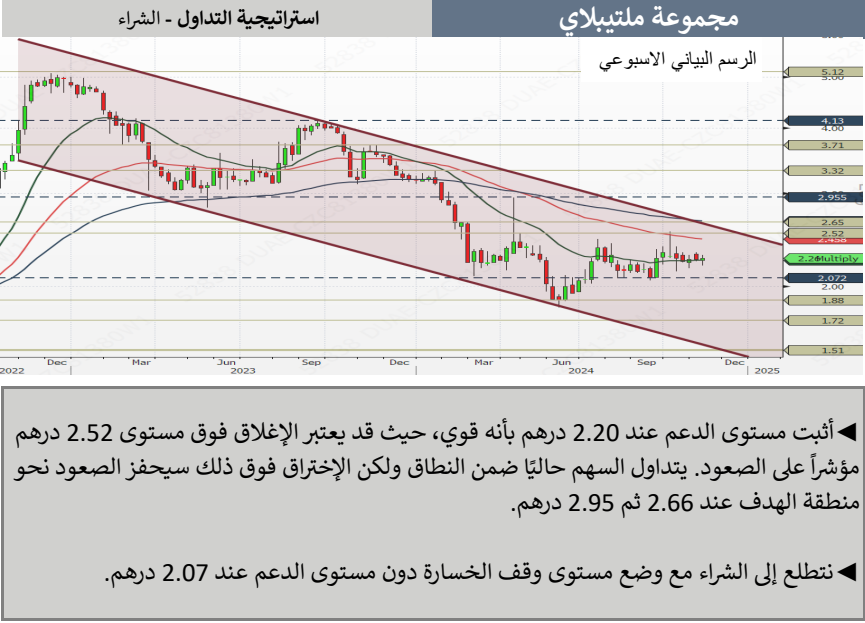 مجموعة ملتيبلاي
استراتيجية التداول - الشراء
الرسم البياني الاسبوعي
5.12
5.00
4.13
4.00
3.71
3.32
2.955
2.65
2.52
2.458
2.26 Multiply
2.072
2.00
1.88
1.72
1.51
Dec Mar Jun Sep Dec Mar Jun Sep Dec
2022 2023 2024 2025
◄أثبت مستوى الدعم عند 2.20 درهم بأنه قوي، حيث قد يعتبر الإغلاق فوق مستوى 2.52 درهم
مؤشراً على الصعود. يتداول السهم حاليًا ضمن النطاق ولكن الإختراق فوق ذلك سيحفز الصعود نحو
منطقة الهدف عند 2.66 ثم 2.95 درهم.
◄نتطلع إلى الشراء مع وضع مستوى وقف الخسارة دون مستوى الدعم عند 2.07 درهم.